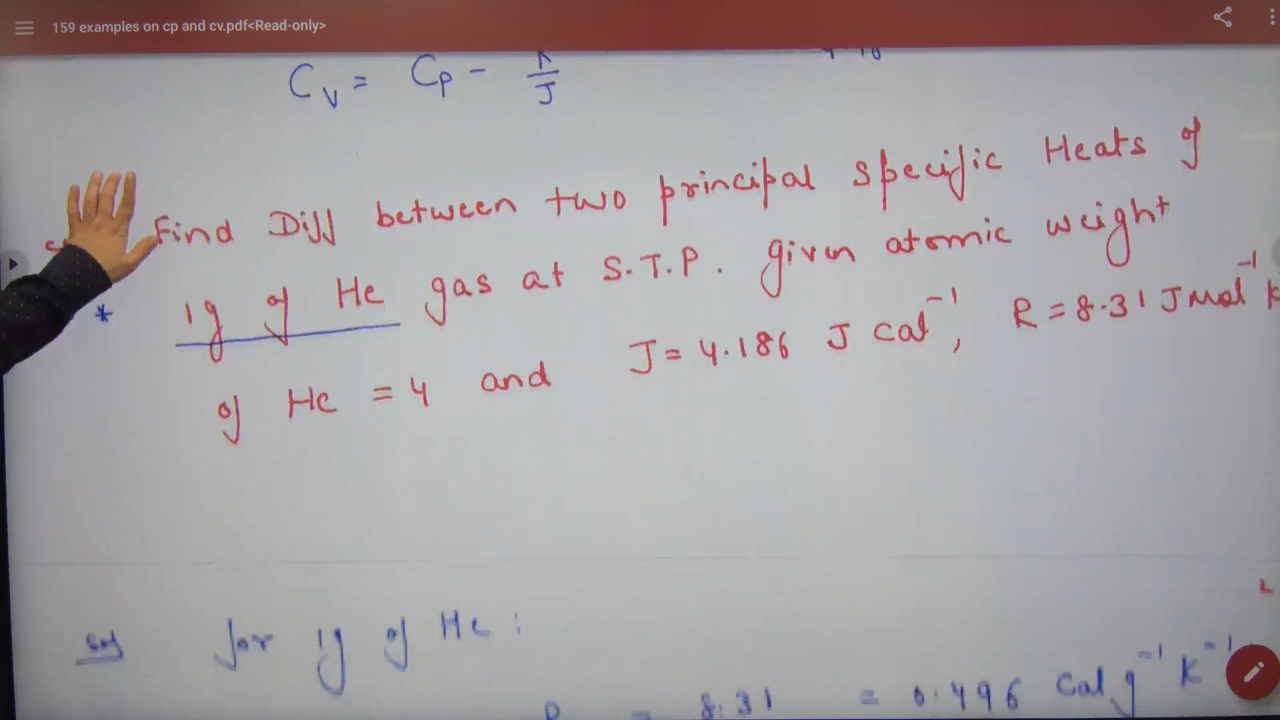 159 examples on cp and cv.pdf<Read-only>
Cv = Cp - R/J
Find Diff between two principal specific Heats of
1g of He gas at S.T.P. given atomic weight
* of He = 4 and J = 4.186 J cal⁻¹, R = 8.31 J Mol⁻¹ K
Sol for 1g of He :
8.31 = 0.496 Cal g⁻¹ K⁻¹